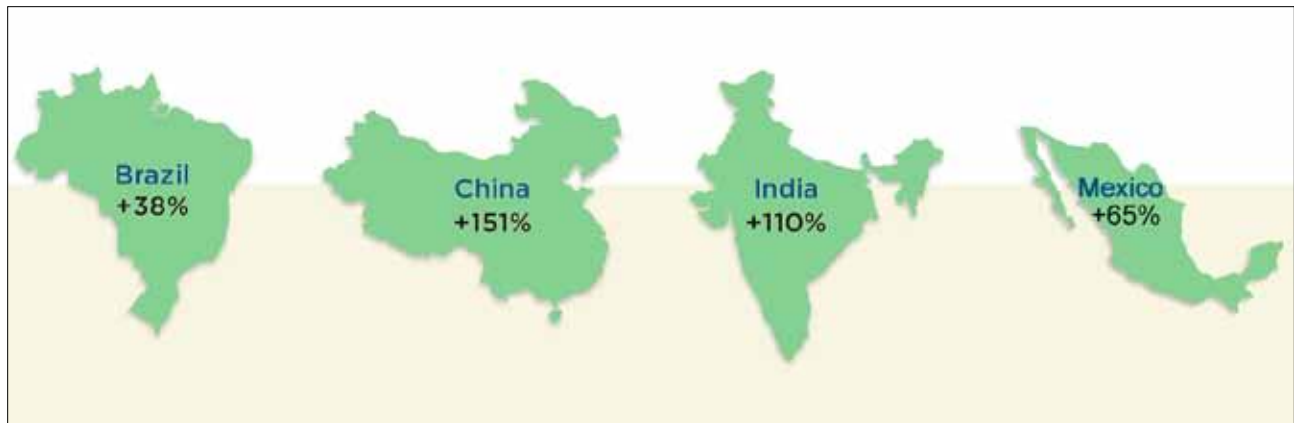 Brazil
+38%
China
+151%
India
+110%
Mexico
+65%